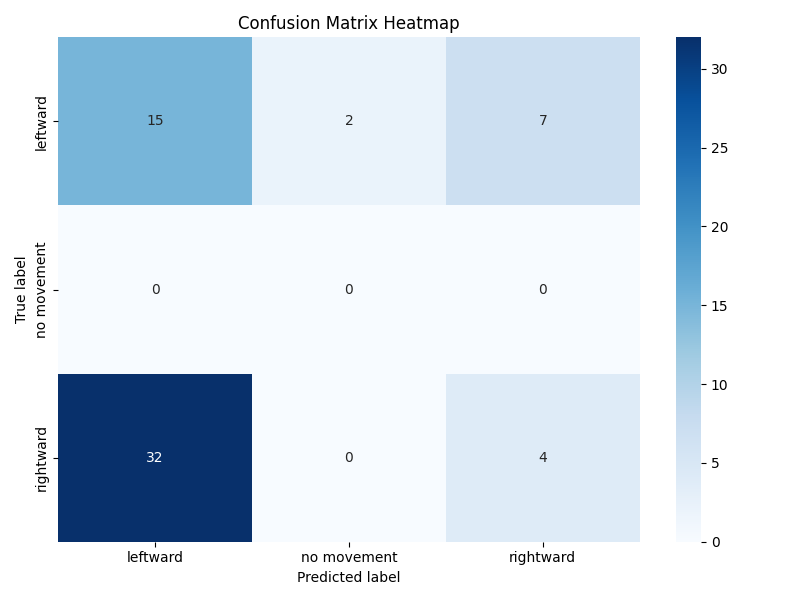 Confusion Matrix Heatmap
True label
leftward
15 2 7
no movement
0 0 0
rightward
32 0 4
leftward no movement rightward
Predicted label
30
25
20
15
10
5
0